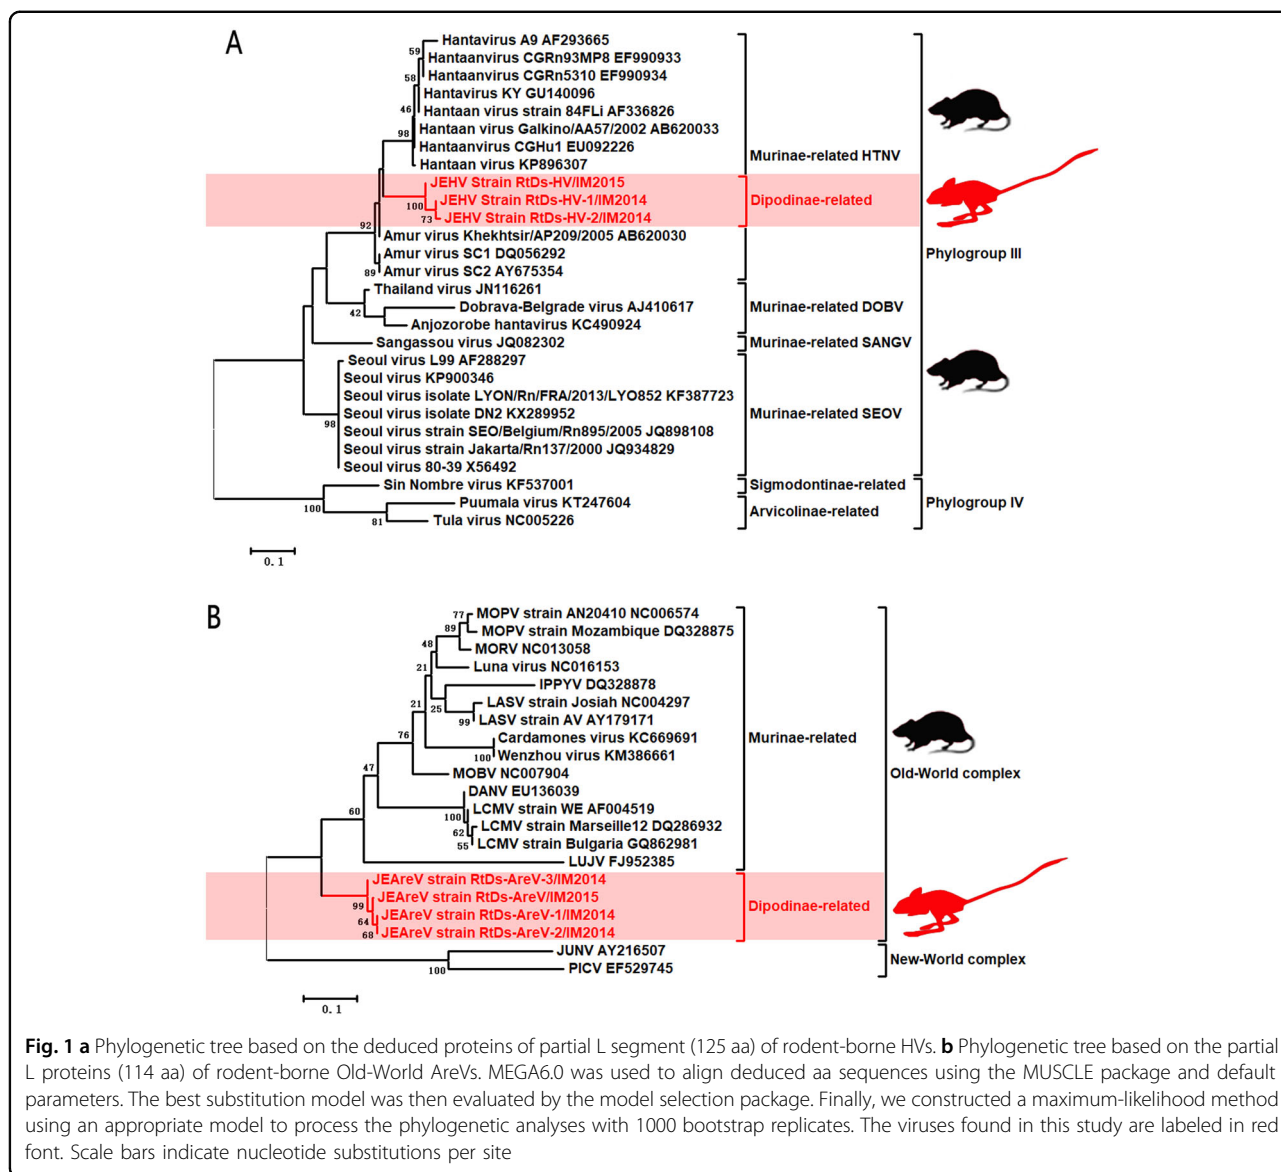 A
Hantavirus A9 AF293665
Hantaanvirus CGRn93MP8 EF990933
Hantaanvirus CGRn5310 EF990934
Hantavirus KY GU140096
Hantaan virus strain 84FLi AF336826
Hantaan virus Galkino/AA57/2002 AB620033
Hantaanvirus CGHu1 EU092226
Hantaan virus KP896307
JEHV Strain RtDs-HV/IM2015
JEHV Strain RtDs-HV-1/IM2014
JEHV Strain RtDs-HV-2/IM2014
Amur virus Khekhtsir/AP209/2005 AB620030
Amur virus SC1 DQ056292
Amur virus SC2 AY675354
Thailand virus JN116261
Dobrava-Belgrade virus AJ410617
Anjozorobe hantavirus KC490924
Sangassou virus JQ082302
Seoul virus L99 AF288297
Seoul virus KP900346
Seoul virus isolate LYON/Rn/FRA/2013/LYO852 KF387723
Seoul virus isolate DN2 KX289952
Seoul virus strain SEO/Belgium/Rn895/2005 JQ898108
Seoul virus strain Jakarta/Rn137/2000 JQ934829
Seoul virus 80-39 X56492
Sin Nombre virus KF537001
Puumala virus KT247604
Tula virus NC005226
59
58
46
98
100
73
92
89
42
98
100
81
0.1
Murinae-related HTNV
Dipodinae-related
Murinae-related DOBV
Murinae-related SANGV
Murinae-related SEOV
Sigmodontinae-related
Arvicolinae-related
Phylogroup III
Phylogroup IV
B
MOPV strain AN20410 NC006574
MOPV strain Mozambique DQ328875
MORV NC013058
Luna virus NC016153
IPPYV DQ328878
LASV strain Josiah NC004297
LASV strain AV AY179171
Cardamones virus KC669691
Wenzhou virus KM386661
MOBV NC007904
DANV EU136039
LCMV strain WE AF004519
LCMV strain Marseille12 DQ286932
LCMV strain Bulgaria GQ862981
LUJV FJ952385
JEAreV strain RtDs-AreV-3/IM2014
JEAreV strain RtDs-AreV/IM2015
JEAreV strain RtDs-AreV-1/IM2014
JEAreV strain RtDs-AreV-2/IM2014
JUNV AY216507
PICV EF529745
77
89
48
21
21
25
99
100
76
47
100
62
55
60
99
64
68
100
0.1
Murinae-related
Dipodinae-related
Old-World complex
New-World complex
Fig. 1 a Phylogenetic tree based on the deduced proteins of partial L segment (125 aa) of rodent-borne HVs. b Phylogenetic tree based on the partial
L proteins (114 aa) of rodent-borne Old-World AreVs. MEGA6.0 was used to align deduced aa sequences using the MUSCLE package and default
parameters. The best substitution model was then evaluated by the model selection package. Finally, we constructed a maximum-likelihood method
using an appropriate model to process the phylogenetic analyses with 1000 bootstrap replicates. The viruses found in this study are labeled in red
font. Scale bars indicate nucleotide substitutions per site